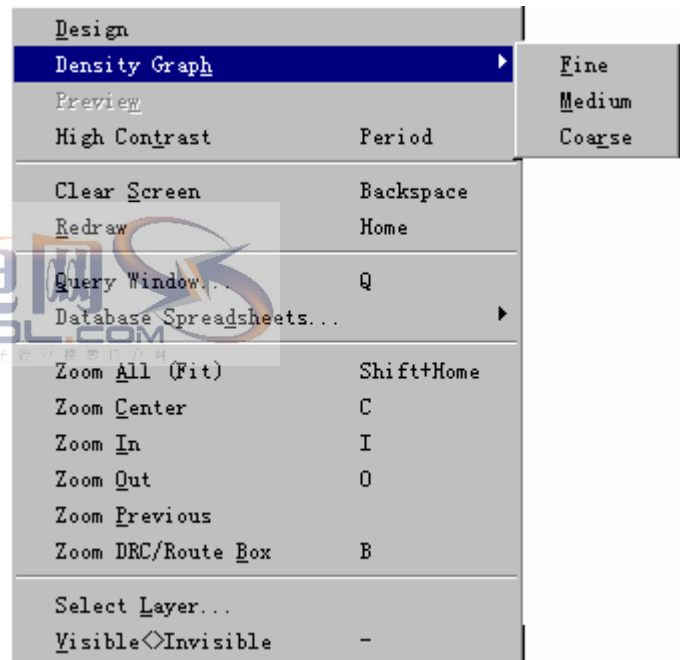 Design
Density Graph
Fine
Preview
Medium
High Contrast Period
Coarse
Clear Screen Backspace
Redraw Home
Query Window... Q
Database Spreadsheets...
Zoom All (Fit) Shift+Home
Zoom Center C
Zoom In I
Zoom Out O
Zoom Previous
Zoom DRC/Route Box B
Select Layer...
Visible<>Invisible -
网
.COM